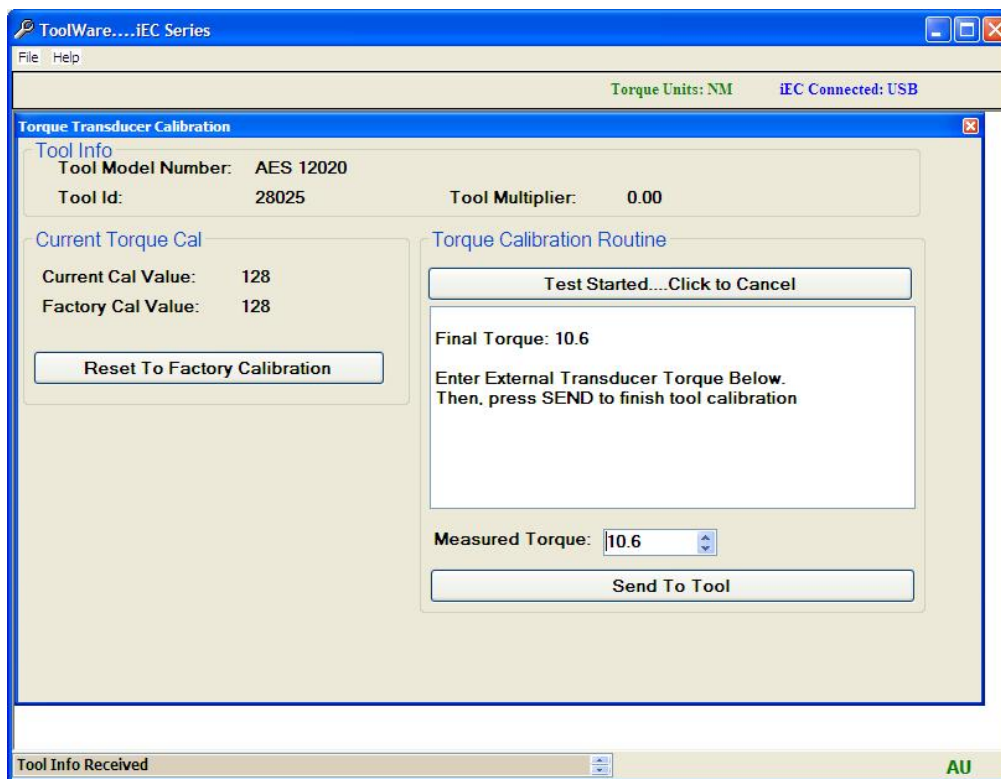 ToolWare....iEC Series
File Help
Torque Units: NM iEC Connected: USB
Torque Transducer Calibration
Tool Info
Tool Model Number: AES 12020
Tool Id: 28025 Tool Multiplier: 0.00
Current Torque Cal
Current Cal Value: 128
Factory Cal Value: 128
Reset To Factory Calibration
Torque Calibration Routine
Test Started....Click to Cancel
Final Torque: 10.6
Enter External Transducer Torque Below.
Then, press SEND to finish tool calibration
Measured Torque: 10.6
Send To Tool
Tool Info Received
AU